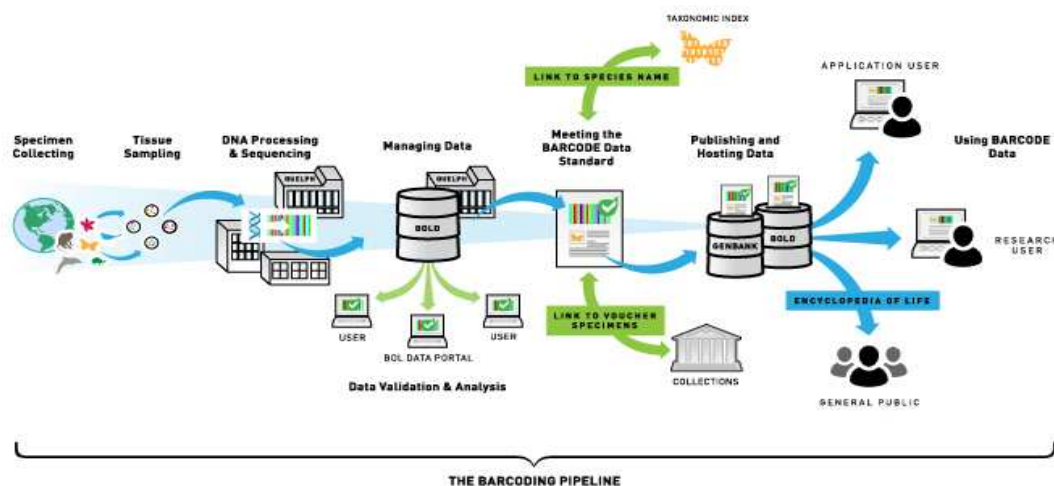 TAXONOMIC INDEX
LINK TO SPECIES NAME
APPLICATION USER
Specimen
Collecting
Tissue
Sampling
DNA Processing
& Sequencing
Managing Data
Meeting the
BARCODE Data
Standard
Publishing and
Hosting Data
Using BARCODE
Data
GUELPH
GUELPH
BOLD
GENBANK
BOLD
RESEARCH
USER
ENCYCLOPEDIA OF LIFE
LINK TO VOUCHER
SPECIMENS
USER
BOL DATA PORTAL
USER
Data Validation & Analysis
COLLECTIONS
GENERAL PUBLIC
THE BARCODING PIPELINE